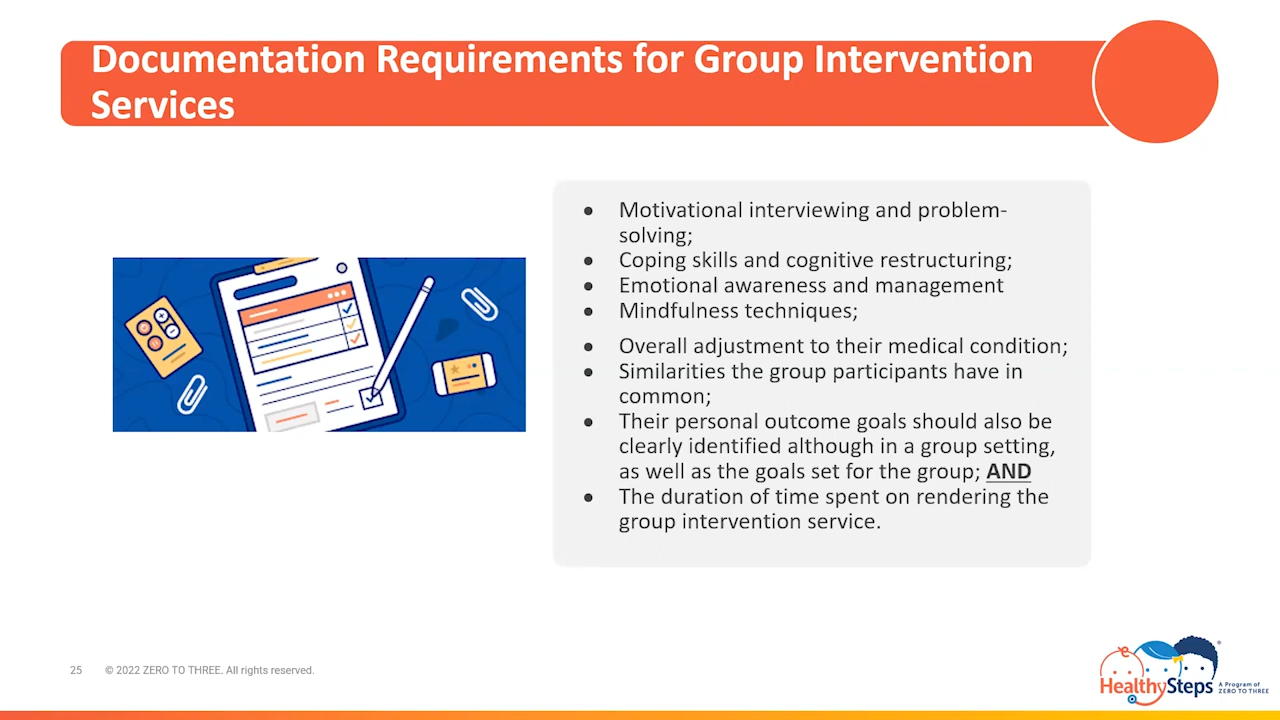 Documentation Requirements for Group Intervention
Services
● Motivational interviewing and problem-
solving;
● Coping skills and cognitive restructuring;
● Emotional awareness and management
● Mindfulness techniques;
● Overall adjustment to their medical condition;
● Similarities the group participants have in
common;
● Their personal outcome goals should also be
clearly identified although in a group setting,
as well as the goals set for the group; AND
● The duration of time spent on rendering the
group intervention service.
25 © 2022 ZERO TO THREE. All rights reserved.
HealthySteps ®
A Program of
ZERO TO THREE